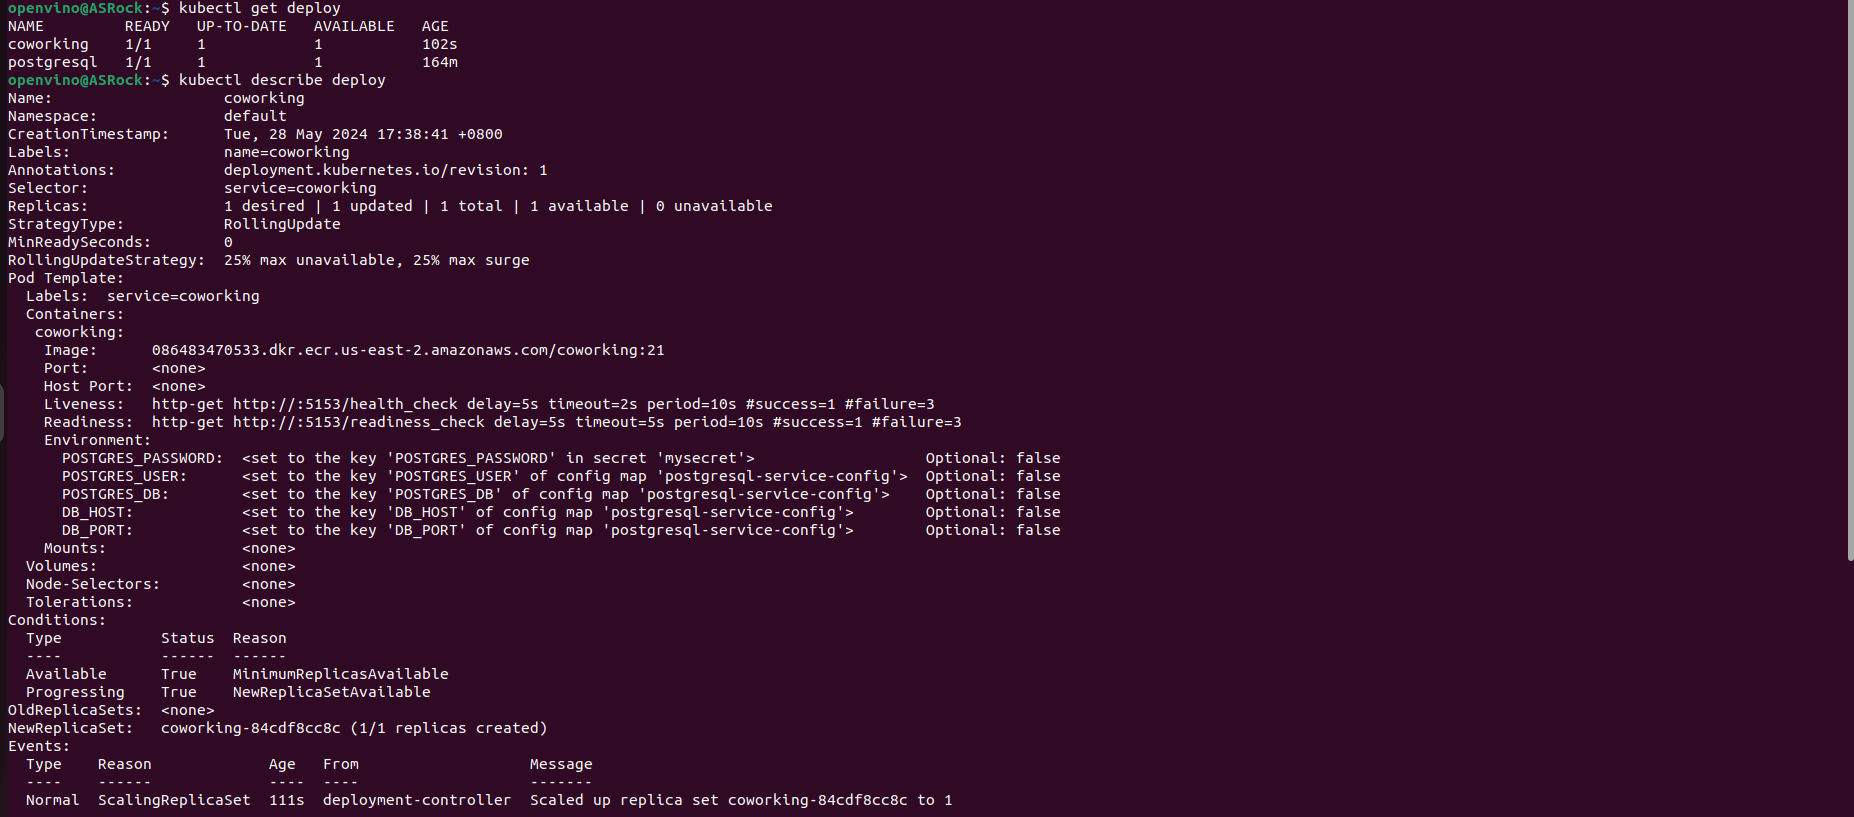 openvino@ASRock:~$ kubectl get deploy
NAME         READY   UP-TO-DATE   AVAILABLE   AGE
coworking    1/1     1            1           102s
postgresql   1/1     1            1           164m
openvino@ASRock:~$ kubectl describe deploy
Name:                   coworking
Namespace:              default
CreationTimestamp:      Tue, 28 May 2024 17:38:41 +0800
Labels:                 name=coworking
Annotations:            deployment.kubernetes.io/revision: 1
Selector:               service=coworking
Replicas:               1 desired | 1 updated | 1 total | 1 available | 0 unavailable
StrategyType:           RollingUpdate
MinReadySeconds:        0
RollingUpdateStrategy:  25% max unavailable, 25% max surge
Pod Template:
  Labels:  service=coworking
  Containers:
   coworking:
    Image:      086483470533.dkr.ecr.us-east-2.amazonaws.com/coworking:21
    Port:       <none>
    Host Port:  <none>
    Liveness:   http-get http://:5153/health_check delay=5s timeout=2s period=10s #success=1 #failure=3
    Readiness:  http-get http://:5153/readiness_check delay=5s timeout=5s period=10s #success=1 #failure=3
    Environment:
      POSTGRES_PASSWORD:  <set to the key 'POSTGRES_PASSWORD' in secret 'mysecret'>                   Optional: false
      POSTGRES_USER:      <set to the key 'POSTGRES_USER' of config map 'postgresql-service-config'>  Optional: false
      POSTGRES_DB:        <set to the key 'POSTGRES_DB' of config map 'postgresql-service-config'>    Optional: false
      DB_HOST:            <set to the key 'DB_HOST' of config map 'postgresql-service-config'>        Optional: false
      DB_PORT:            <set to the key 'DB_PORT' of config map 'postgresql-service-config'>        Optional: false
    Mounts:               <none>
  Volumes:                <none>
  Node-Selectors:         <none>
  Tolerations:            <none>
Conditions:
  Type           Status  Reason
  ----           ------  ------
  Available      True    MinimumReplicasAvailable
  Progressing    True    NewReplicaSetAvailable
OldReplicaSets:  <none>
NewReplicaSet:   coworking-84cdf8cc8c (1/1 replicas created)
Events:
  Type    Reason             Age   From                   Message
  ----    ------             ----  ----                   -------
  Normal  ScalingReplicaSet  111s  deployment-controller  Scaled up replica set coworking-84cdf8cc8c to 1